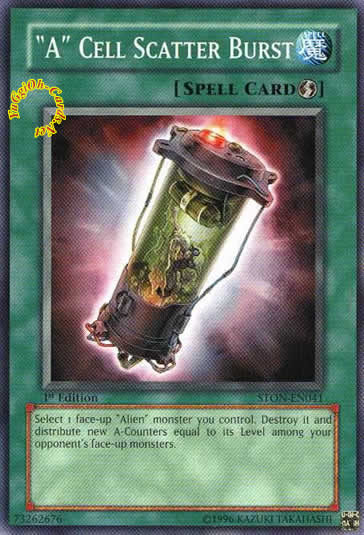 "A" CELL SCATTER BURST 魔
[SPELL CARD]
YuGiOh-Cards.Net
1st Edition
STON-EN041
Select 1 face-up "Alien" monster you control. Destroy it and
distribute new A-Counters equal to its Level among your
opponent's face-up monsters.
73262676
©1996 KAZUKI TAKAHASHI